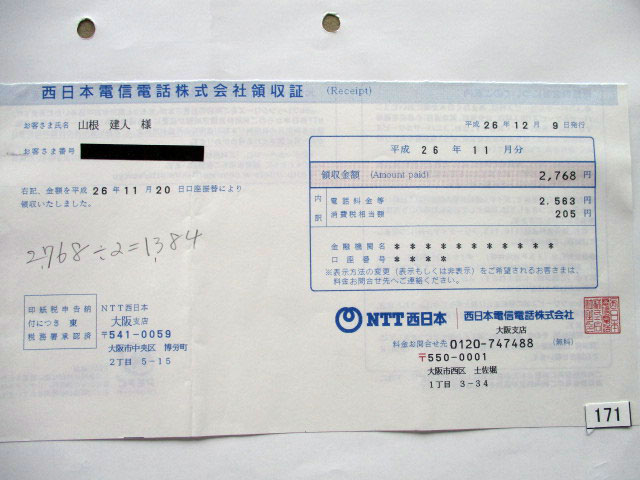 西日本電信電話株式会社領収証 (Receipt)
平成 26 年 12 月 9 日発行
お客さま氏名 山根 建人 様
お客さま番号
右記、金額を平成 26 年 11 月 20 日口座振替により
領収いたしました。
2,768÷2=1,384
平成 26 年 11 月分
領収金額 (Amount paid) 2,768 円
内訳
電話料金等 2,563 円
消費税相当額 205 円
金融機関名 * * * * * * * * * * *
口座番号 * * * *
※表示方法の変更(表示もしくは非表示)をご希望されるお客さまは、
料金お問合せ先へご連絡ください。
印紙税申告納
付につき 東
税務署承認済
NTT西日本
大阪支店
〒541-0059
大阪市中央区 博労町
2丁目 5-15
NTT西日本 西日本電信電話株式会社
大阪支店
料金お問合せ先 0120-747488 (無料)
〒550-0001
大阪市西区 土佐堀
1丁目 3-34
171